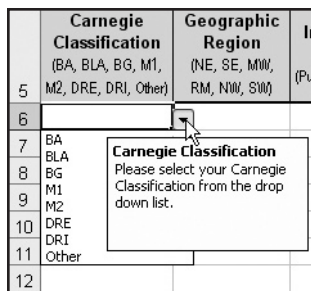 Carnegie
Classification
(BA, BLA, BG, M1,
M2, DRE, DRI, Other)
Geographic
Region
(NE, SE, MW,
RM, NW, SW)
5
6
7
8
9
10
11
12
BA
BLA
BG
M1
M2
DRE
DRI
Other
Carnegie Classification
Please select your Carnegie
Classification from the drop
down list.